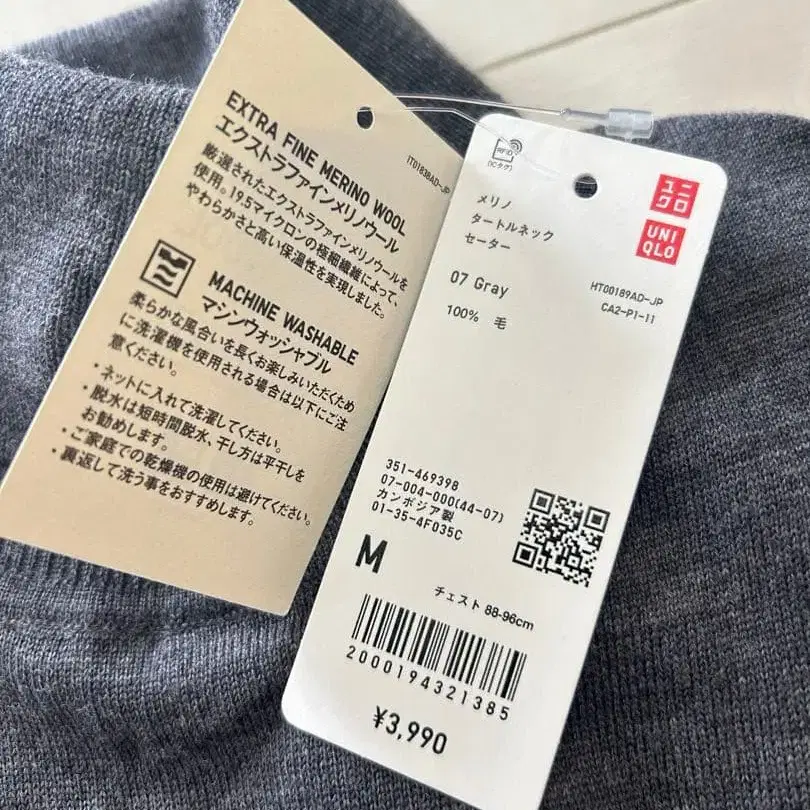 EXTRA FINE MERINO WOOL
エクストラファインメリノウール
厳選されたエクストラファインメリノウールを
使用。19.5マイクロンの極細繊維によって、
やわらかさと高い保温性を実現しました。
IT0183BAD-JP
MACHINE WASHABLE
マシンウォッシャブル
柔らかな風合いを長くお楽しみいただくため
に洗濯機を使用される場合は以下にご注
意ください。
・ネットに入れて洗濯してください。
・脱水は短時間脱水、干し方は平干しを
お勧めします。
・ご家庭での乾燥機の使用は避けてください。
・裏返して洗う事をおすすめします。
RFID
(ICタグ)
ユニクロ
UNIQLO
メリノ
タートルネック
セーター
07 Gray
100% 毛
HT00189AD-JP
CA2-P1-11
351-469398
07-004-000(44-07)
カンボジア製
01-35-4F035C
M
チェスト 88-96cm
2000194321385
¥3,990